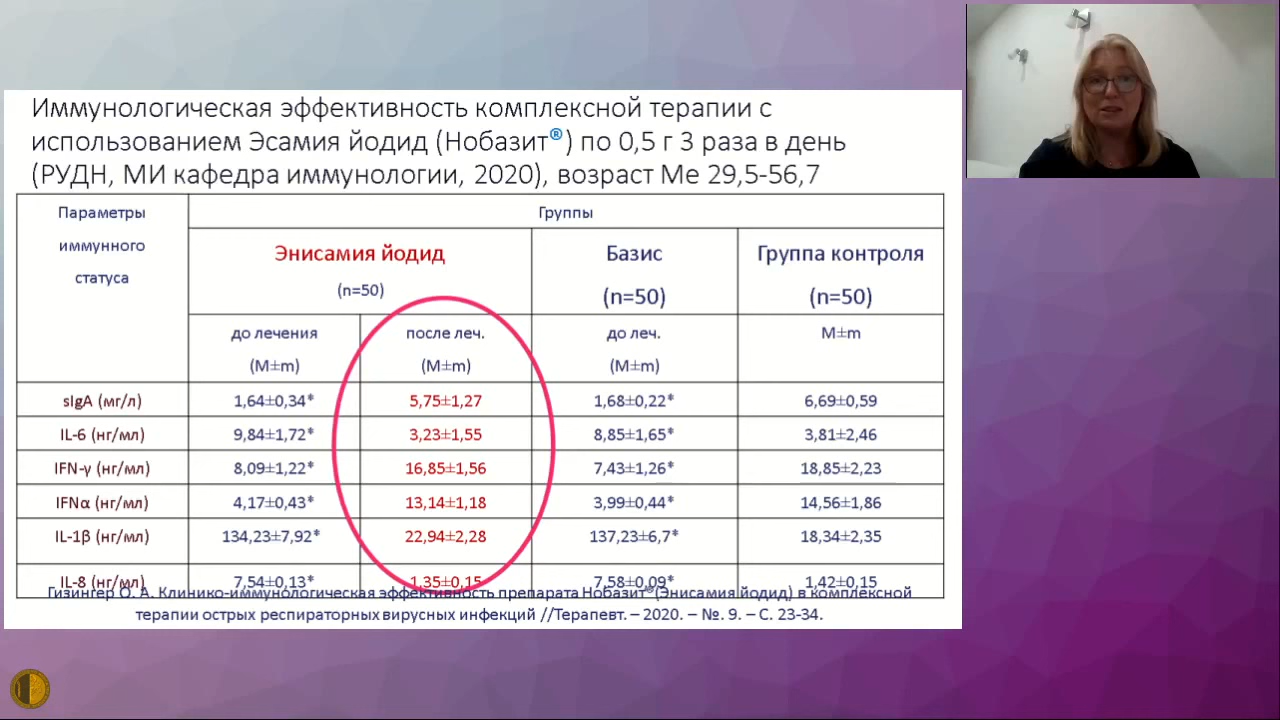 Иммунологическая эффективность комплексной терапии с
использованием Эсамия йодид (Нобазит®) по 0,5 г 3 раза в день
(РУДН, МИ кафедра иммунологии, 2020), возраст Ме 29,5-56,7
Параметры
иммунного
статуса
Группы
Энисамия йодид
(n=50)
Базис
(n=50)
Группа контроля
(n=50)
до лечения
(M±m)
после леч.
(M±m)
до леч.
(M±m)
M±m
sIgA (мг/л) 1,64±0,34* 5,75±1,27 1,68±0,22* 6,69±0,59
IL-6 (нг/мл) 9,84±1,72* 3,23±1,55 8,85±1,65* 3,81±2,46
IFN-γ (нг/мл) 8,09±1,22* 16,85±1,56 7,43±1,26* 18,85±2,23
IFNα (нг/мл) 4,17±0,43* 13,14±1,18 3,99±0,44* 14,56±1,86
IL-1β (нг/мл) 134,23±7,92* 22,94±2,28 137,23±6,7* 18,34±2,35
IL-8 (нг/мл) 7,54±0,13* 1,35±0,15 7,58±0,09* 1,42±0,15
Гизингер О. А. Клинико-иммунологическая эффективность препарата Нобазит®(Энисамия йодид) в комплексной
терапии острых респираторных вирусных инфекций //Терапевт. – 2020. – №. 9. – С. 23-34.